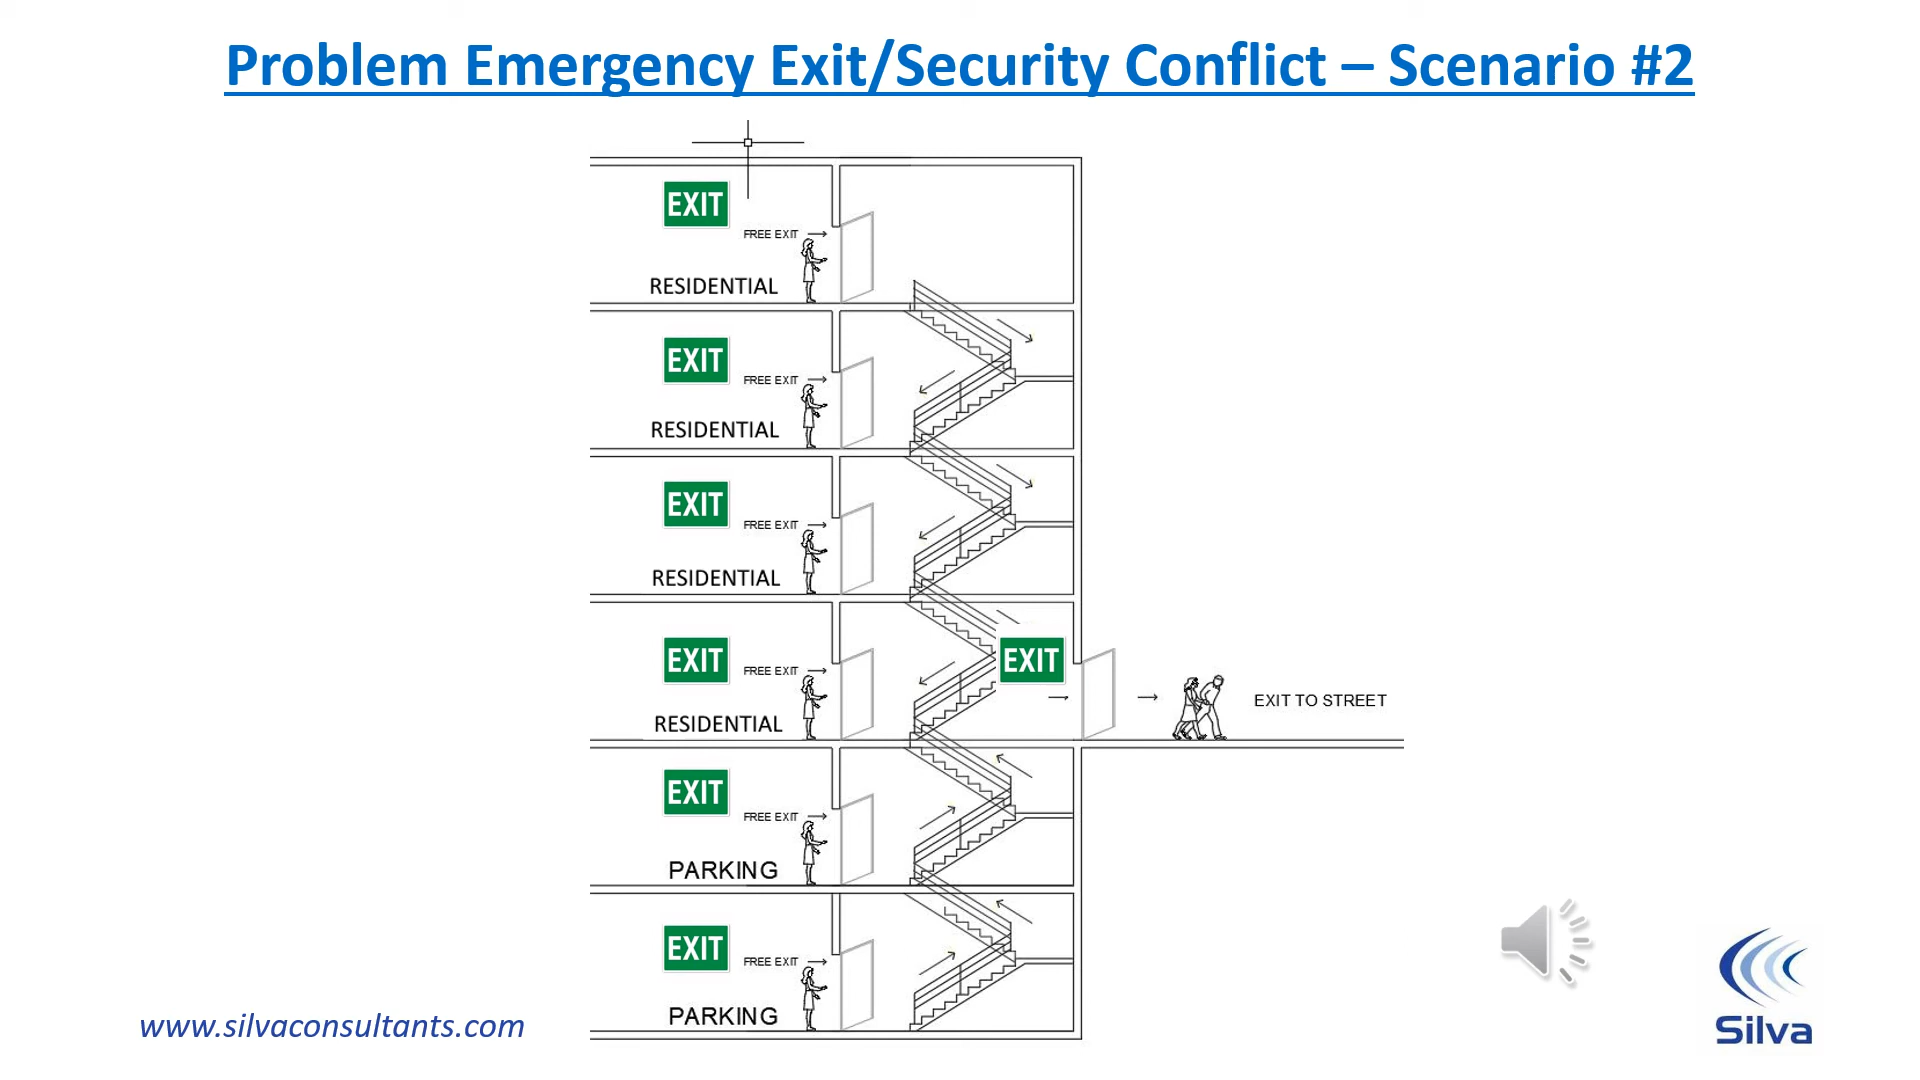 Problem Emergency Exit/Security Conflict – Scenario #2
EXIT
FREE EXIT
RESIDENTIAL
EXIT
FREE EXIT
RESIDENTIAL
EXIT
FREE EXIT
RESIDENTIAL
EXIT
FREE EXIT
RESIDENTIAL
EXIT
EXIT TO STREET
EXIT
FREE EXIT
PARKING
EXIT
FREE EXIT
PARKING
www.silvaconsultants.com
Silva